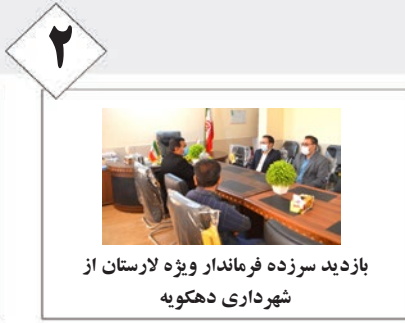 ۲
بازدید سرزده فرماندار ویژه لارستان از
شهرداری دهکویه